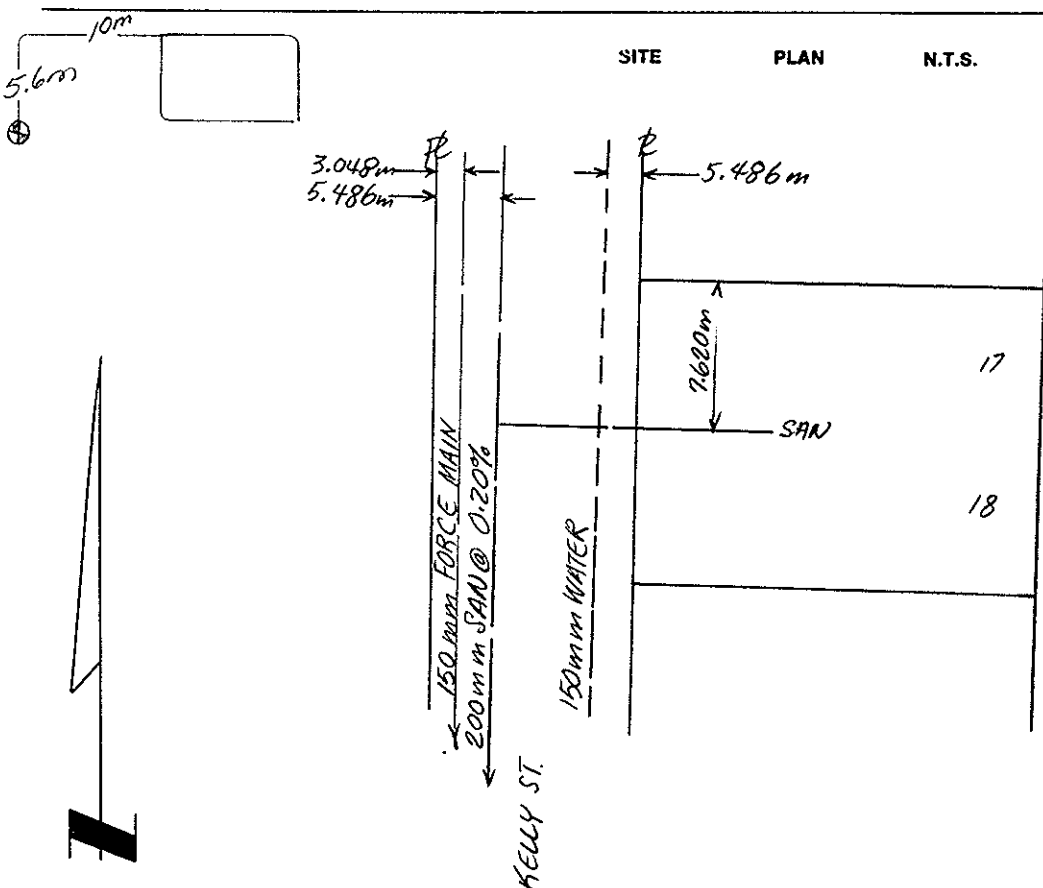 10m
5.6m
SITE PLAN N.T.S.
3.048m
5.486m
5.486m
7.620m
17
SAN
18
150mm FORCE MAIN
200mm SAN @ 0.20%
150mm WATER
KELLY ST.